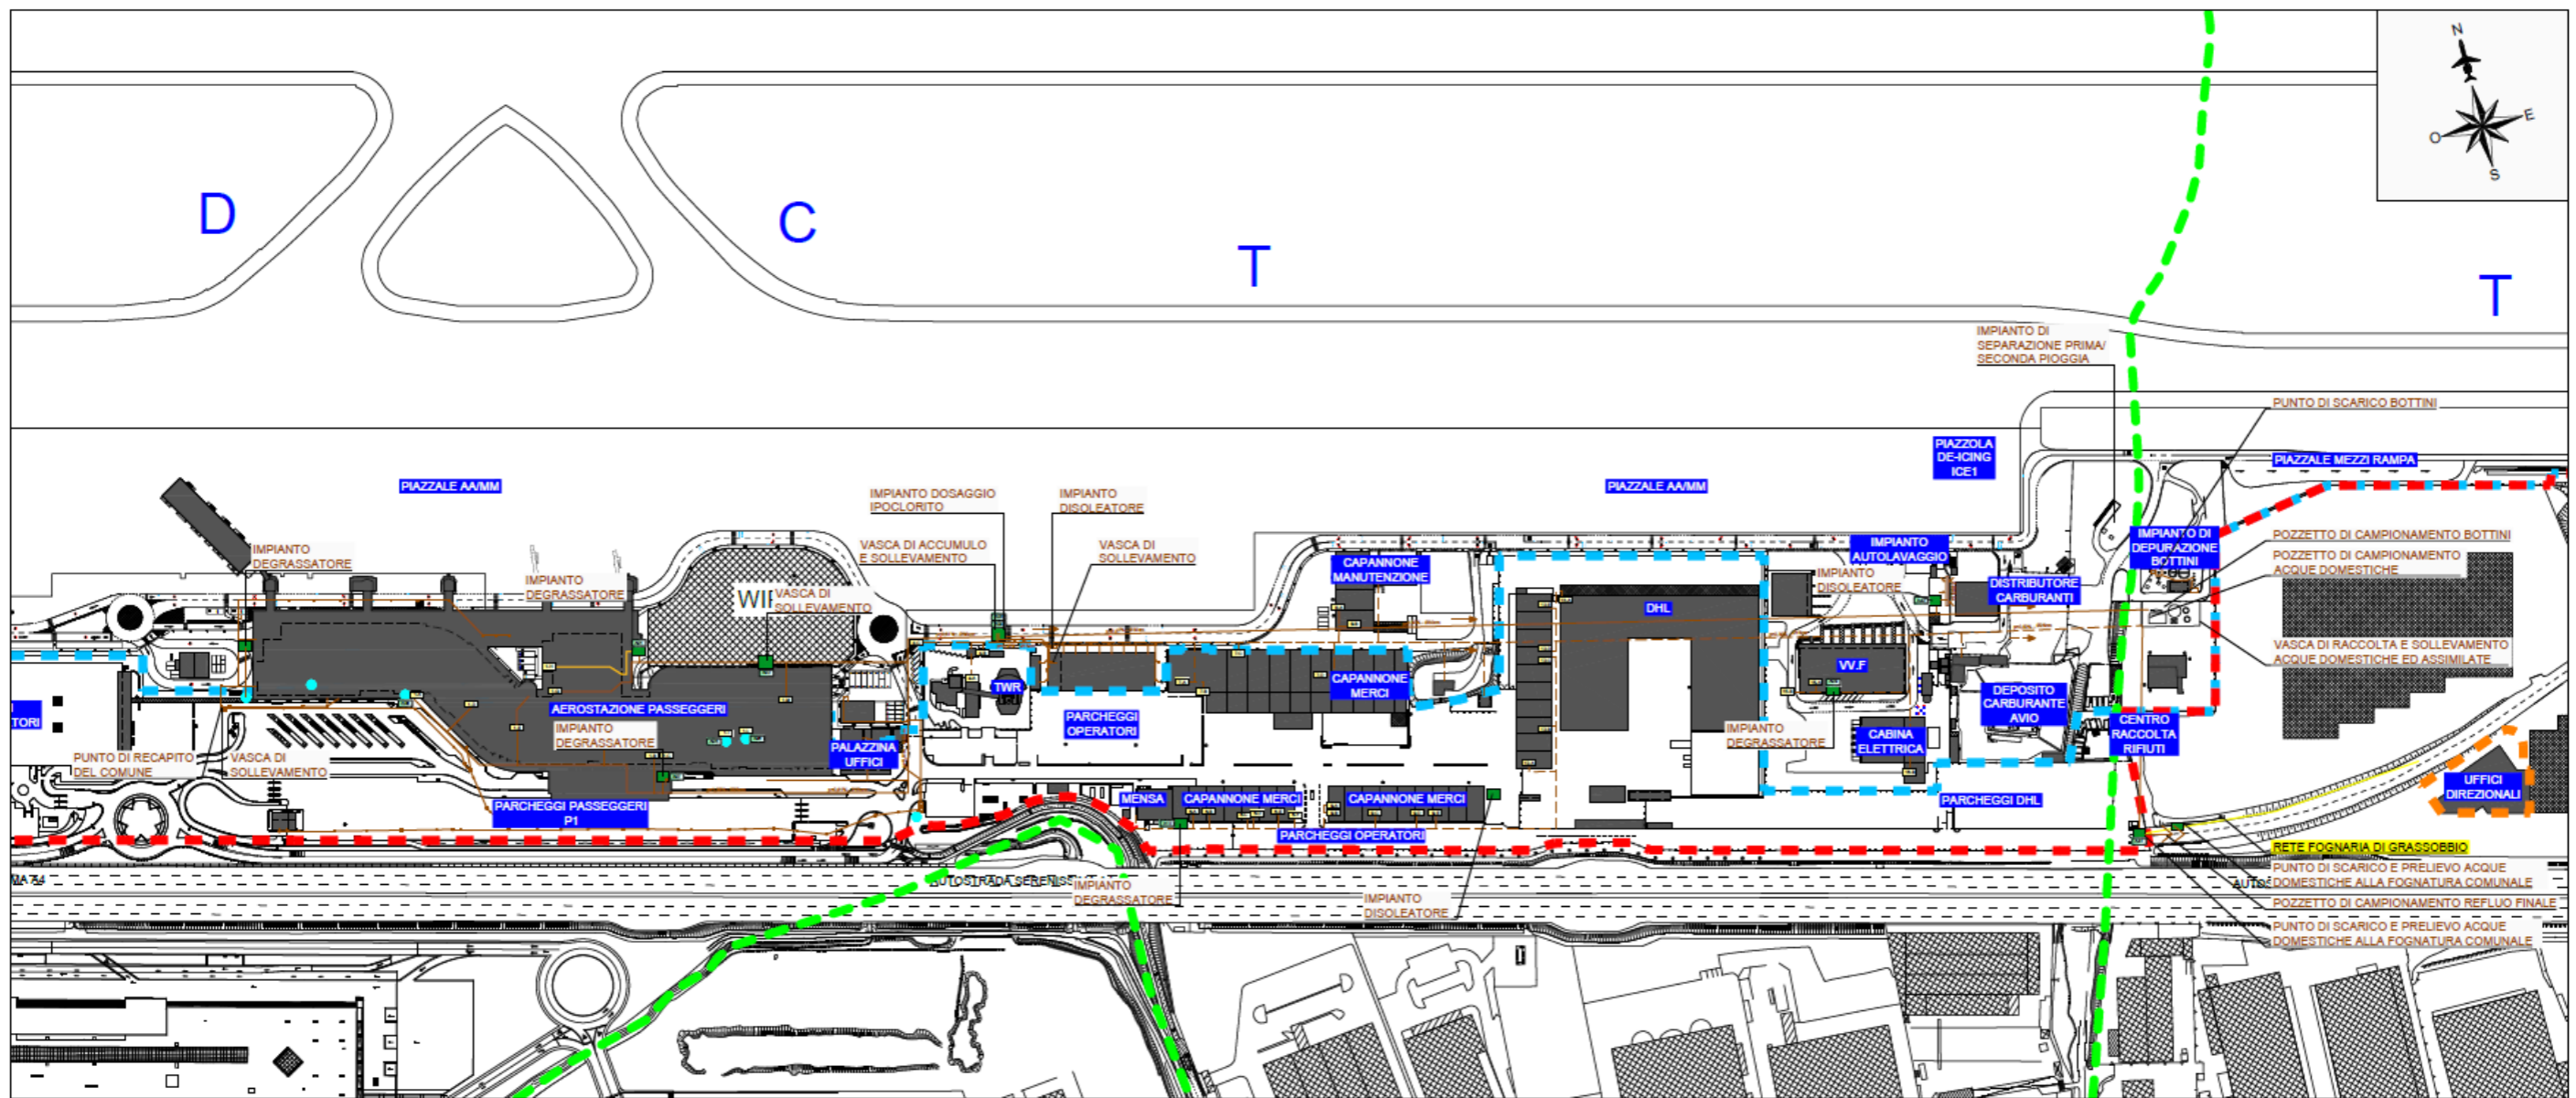 N
E
O
S
D
C
T
T
IMPIANTO DI
SEPARAZIONE PRIMA/
SECONDA PIOGGIA
PUNTO DI SCARICO BOTTINI
PIAZZOLA
DE-ICING
ICE1
PIAZZALE MEZZI RAMPA
PIAZZALE AA/MM
PIAZZALE AA/MM
IMPIANTO DOSAGGIO
IPOCLORITO
IMPIANTO
DISOLEATORE
VASCA DI ACCUMULO
E SOLLEVAMENTO
VASCA DI
SOLLEVAMENTO
IMPIANTO
DEGRASSATORE
IMPIANTO
DEGRASSATORE
VASCA DI
SOLLEVAMENTO
CAPANNONE
MANUTENZIONE
IMPIANTO
AUTOLAVAGGIO
IMPIANTO
DISOLEATORE
DISTRIBUTORE
CARBURANTI
IMPIANTO DI
DEPURAZIONE
BOTTINI
POZZETTO DI CAMPIONAMENTO BOTTINI
POZZETTO DI CAMPIONAMENTO
ACQUE DOMESTICHE
VASCA DI RACCOLTA E SOLLEVAMENTO
ACQUE DOMESTICHE ED ASSIMILATE
DHL
VV.F
TWR
CAPANNONE
MERCI
DEPOSITO
CARBURANTE
AVIO
TORI
AEROSTAZIONE PASSEGGERI
PARCHEGGI
OPERATORI
IMPIANTO
DEGRASSATORE
PALAZZINA
UFFICI
IMPIANTO
DEGRASSATORE
CABINA
ELETTRICA
CENTRO
RACCOLTA
RIFIUTI
PUNTO DI RECAPITO
DEL COMUNE
VASCA DI
SOLLEVAMENTO
UFFICI
DIREZIONALI
PARCHEGGI PASSEGGERI
P1
MENSA
CAPANNONE MERCI
CAPANNONE MERCI
PARCHEGGI DHL
PARCHEGGI OPERATORI
RETE FOGNARIA DI GRASSOBBIO
AUTOSTRADA SERENISS
IMPIANTO
DEGRASSATORE
IMPIANTO
DISOLEATORE
PUNTO DI SCARICO E PRELIEVO ACQUE
DOMESTICHE ALLA FOGNATURA COMUNALE
POZZETTO DI CAMPIONAMENTO REFLUO FINALE
PUNTO DI SCARICO E PRELIEVO ACQUE
DOMESTICHE ALLA FOGNATURA COMUNALE